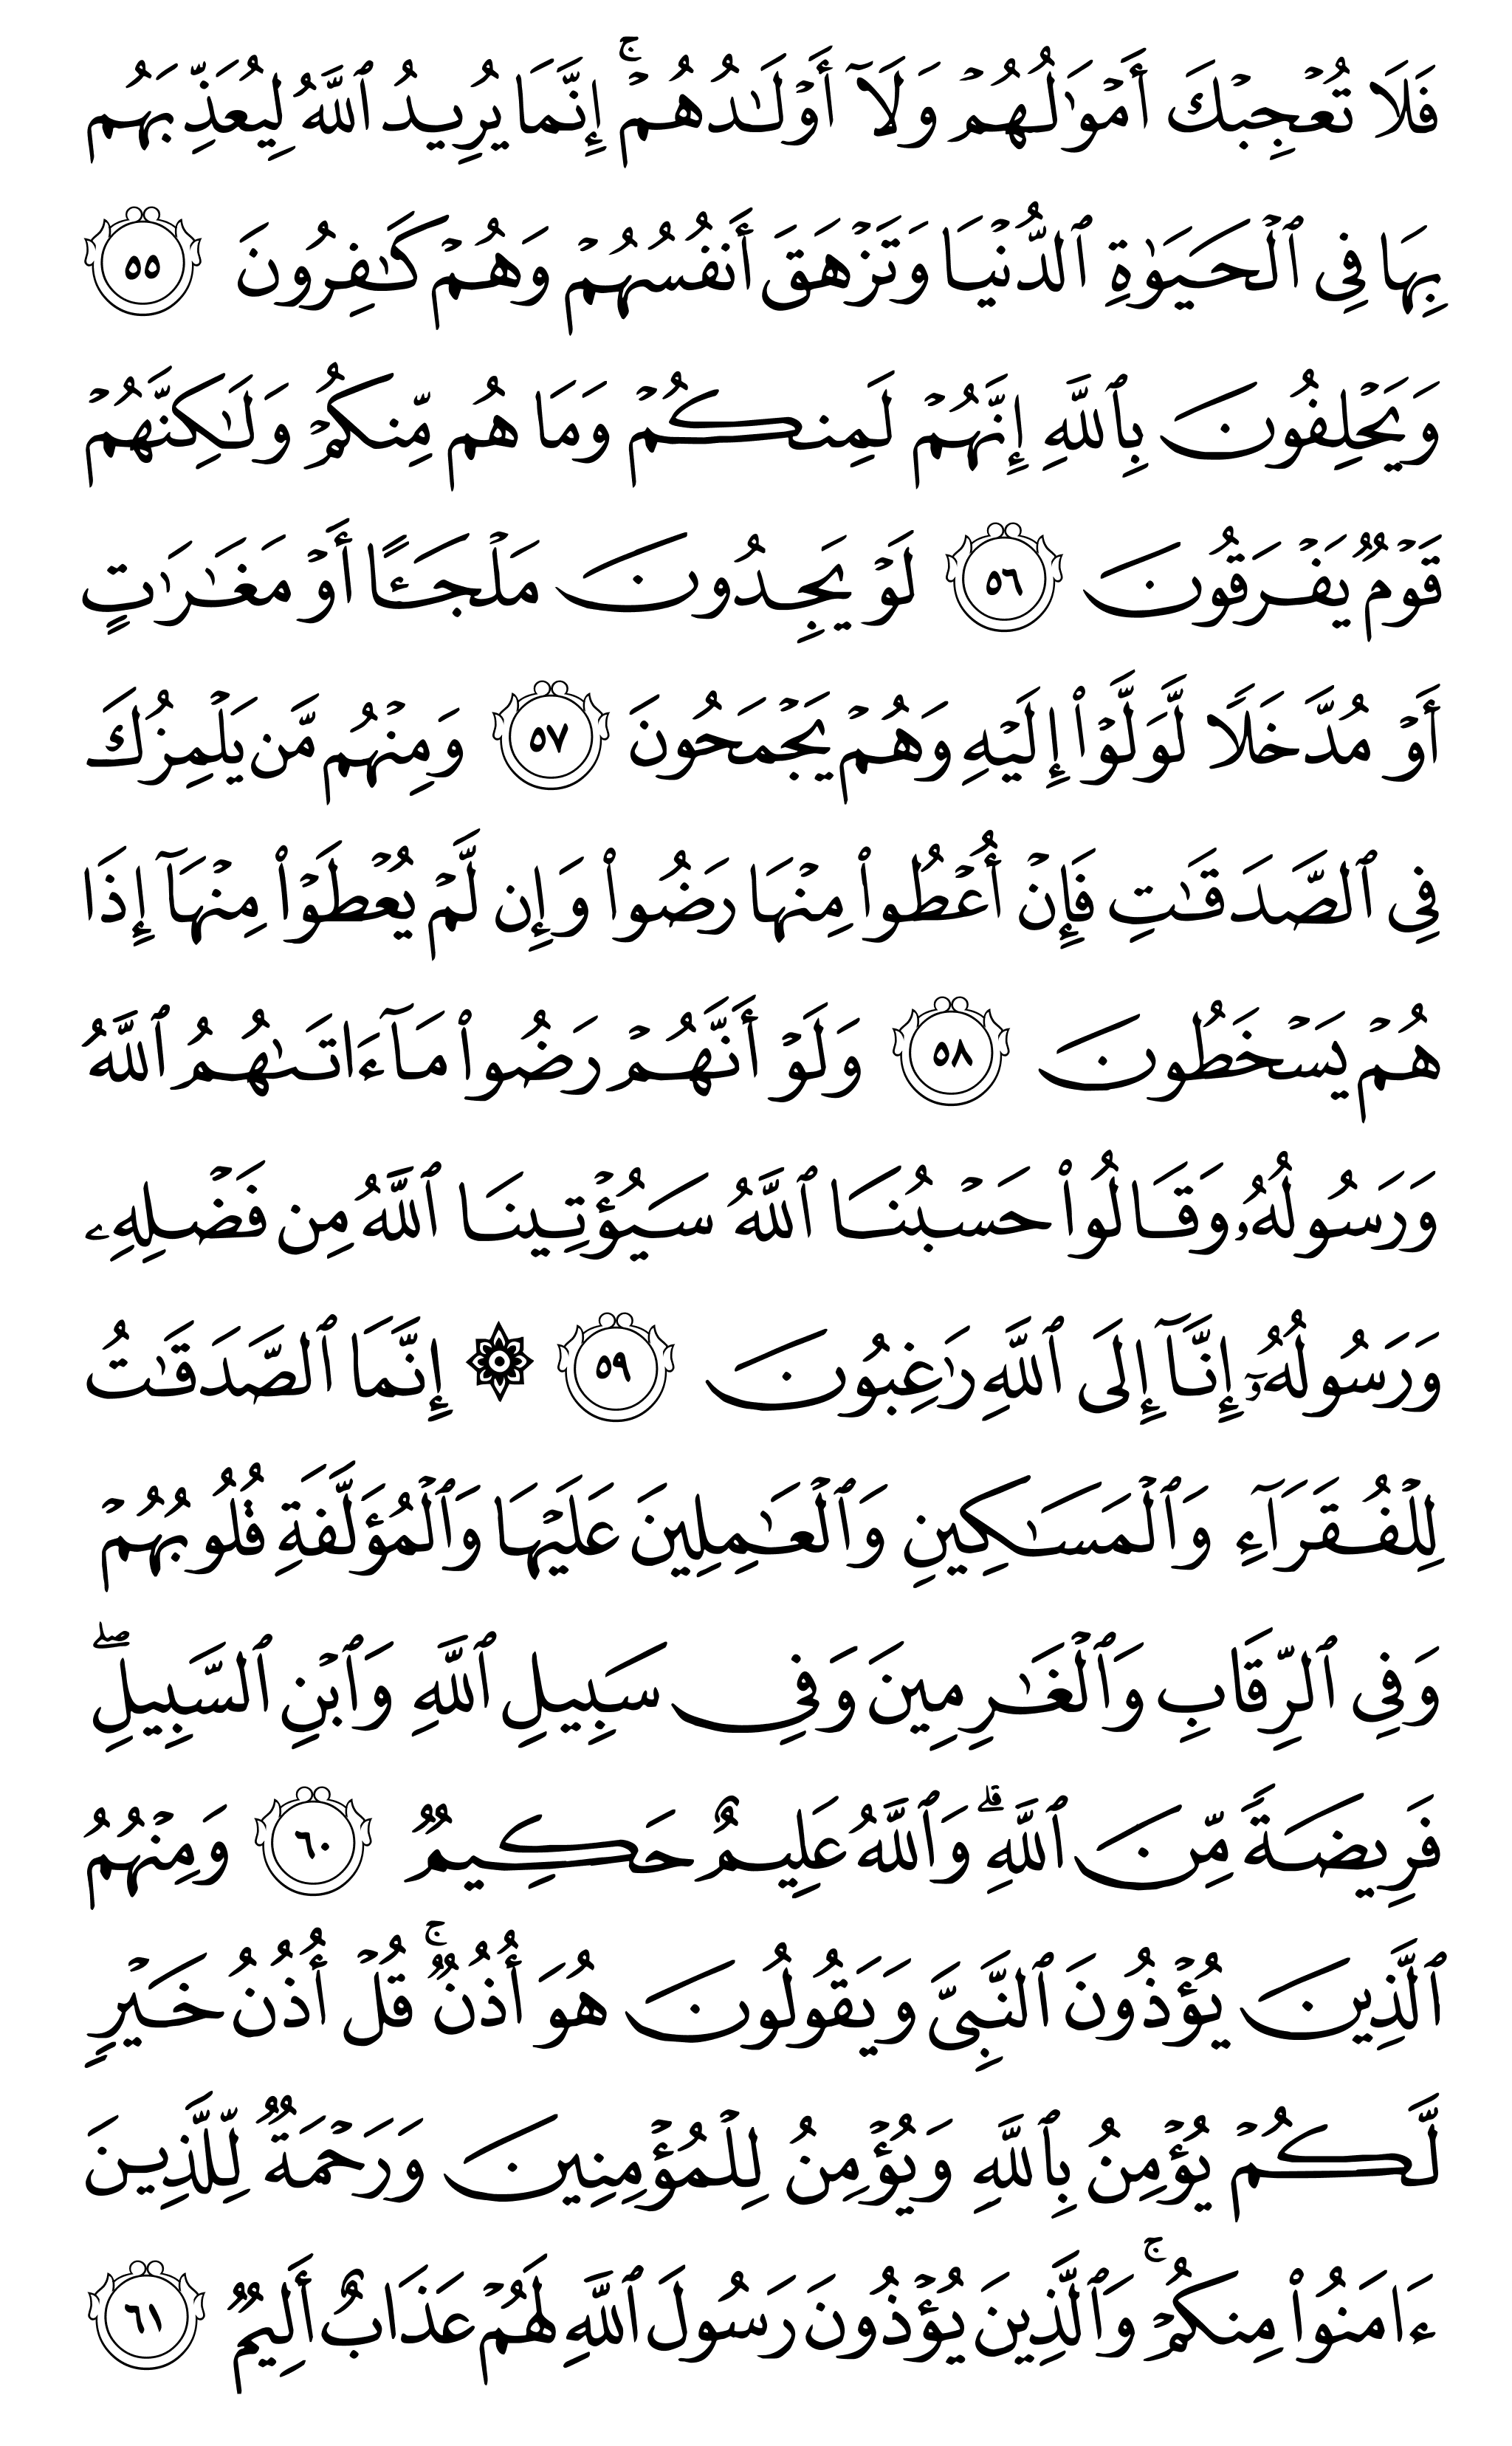 فَلَا تُعۡجِبۡكَ أَمۡوَٰلُهُمۡ وَلَآ أَوۡلَٰدُهُمۡۚ إِنَّمَا يُرِيدُ ٱللَّهُ لِيُعَذِّبَهُم
بِهَا فِي ٱلۡحَيَوٰةِ ٱلدُّنۡيَا وَتَزۡهَقَ أَنفُسُهُمۡ وَهُمۡ كَٰفِرُونَ ٥٥
وَيَحۡلِفُونَ بِٱللَّهِ إِنَّهُمۡ لَمِنكُمۡ وَمَا هُم مِّنكُمۡ وَلَٰكِنَّهُمۡ
قَوۡمٞ يَفۡرَقُونَ ٥٦ لَوۡ يَجِدُونَ مَلۡجَـًٔا أَوۡ مَغَٰرَٰتٍ
أَوۡ مُدَّخَلٗا لَّوَلَّوۡاْ إِلَيۡهِ وَهُمۡ يَجۡمَحُونَ ٥٧ وَمِنۡهُم مَّن يَلۡمِزُكَ
فِي ٱلصَّدَقَٰتِ فَإِنۡ أُعۡطُواْ مِنۡهَا رَضُواْ وَإِن لَّمۡ يُعۡطَوۡاْ مِنۡهَآ إِذَا
هُمۡ يَسۡخَطُونَ ٥٨ وَلَوۡ أَنَّهُمۡ رَضُواْ مَآ ءَاتَىٰهُمُ ٱللَّهُ
وَرَسُولُهُۥ وَقَالُواْ حَسۡبُنَا ٱللَّهُ سَيُؤۡتِينَا ٱللَّهُ مِن فَضۡلِهِۦ
وَرَسُولُهُۥٓ إِنَّآ إِلَى ٱللَّهِ رَٰغِبُونَ ٥٩ ۞ إِنَّمَا ٱلصَّدَقَٰتُ
لِلۡفُقَرَآءِ وَٱلۡمَسَٰكِينِ وَٱلۡعَٰمِلِينَ عَلَيۡهَا وَٱلۡمُؤَلَّفَةِ قُلُوبُهُمۡ
وَفِي ٱلرِّقَابِ وَٱلۡغَٰرِمِينَ وَفِي سَبِيلِ ٱللَّهِ وَٱبۡنِ ٱلسَّبِيلِۖ
فَرِيضَةٗ مِّنَ ٱللَّهِۗ وَٱللَّهُ عَلِيمٌ حَكِيمٞ ٦٠ وَمِنۡهُمُ
ٱلَّذِينَ يُؤۡذُونَ ٱلنَّبِيَّ وَيَقُولُونَ هُوَ أُذُنٞۚ قُلۡ أُذُنُ خَيۡرٖ
لَّكُمۡ يُؤۡمِنُ بِٱللَّهِ وَيُؤۡمِنُ لِلۡمُؤۡمِنِينَ وَرَحۡمَةٞ لِّلَّذِينَ
ءَامَنُواْ مِنكُمۡۚ وَٱلَّذِينَ يُؤۡذُونَ رَسُولَ ٱللَّهِ لَهُمۡ عَذَابٌ أَلِيمٞ ٦١